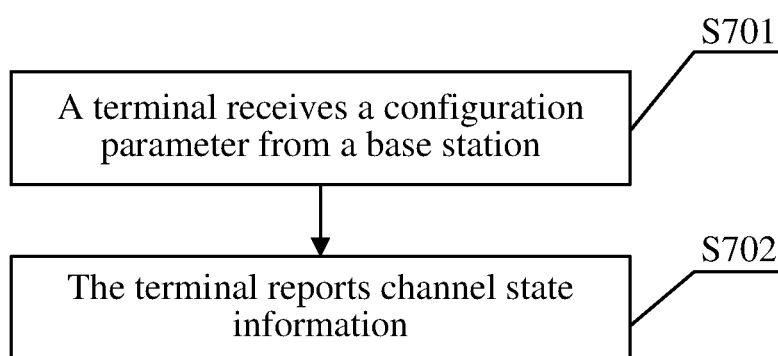 S701
A terminal receives a configuration
parameter from a base station
S702
The terminal reports channel state
information